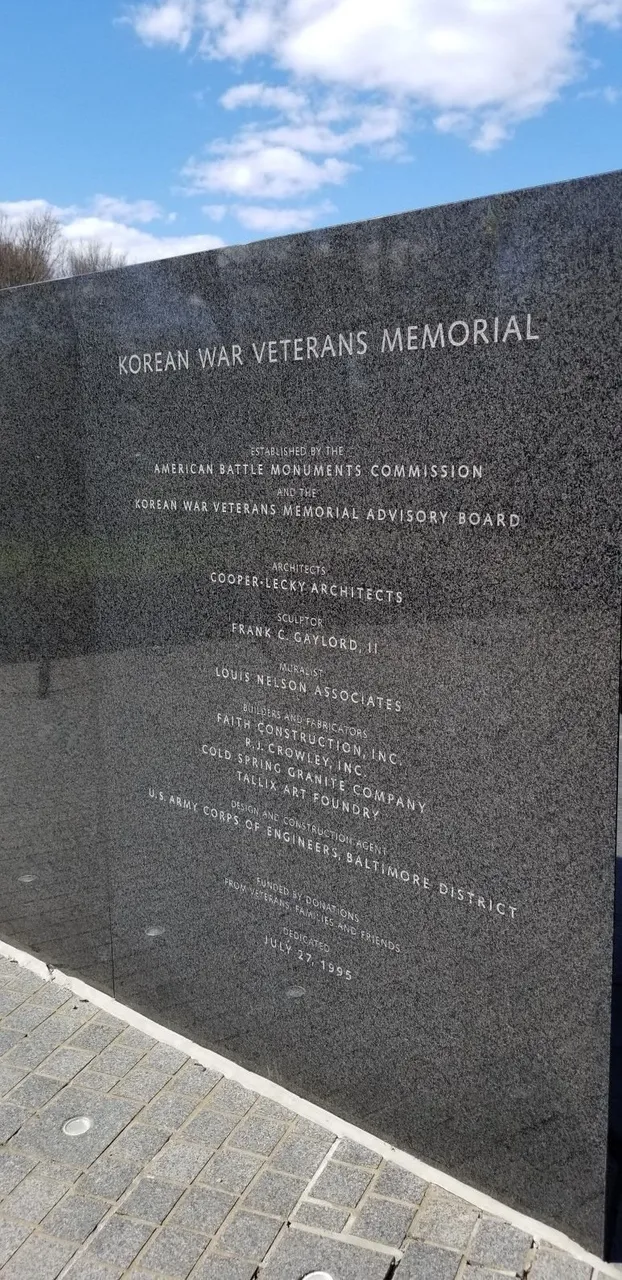 KOREAN WAR VETERANS MEMORIAL
ESTABLISHED BY THE
AMERICAN BATTLE MONUMENTS COMMISSION
AND THE
KOREAN WAR VETERANS MEMORIAL ADVISORY BOARD
ARCHITECTS
COOPER-LECKY ARCHITECTS
SCULPTOR
FRANK C. GAYLORD, II
MURALIST
LOUIS NELSON ASSOCIATES
BUILDERS AND FABRICATORS
FAITH CONSTRUCTION, INC.
R.J. CROWLEY, INC.
COLD SPRING GRANITE COMPANY
TALLIX ART FOUNDRY
DESIGN AND CONSTRUCTION AGENT
U.S. ARMY CORPS OF ENGINEERS, BALTIMORE DISTRICT
FUNDED BY DONATIONS
FROM VETERANS, FAMILIES AND FRIENDS
DEDICATED
JULY 27, 1995